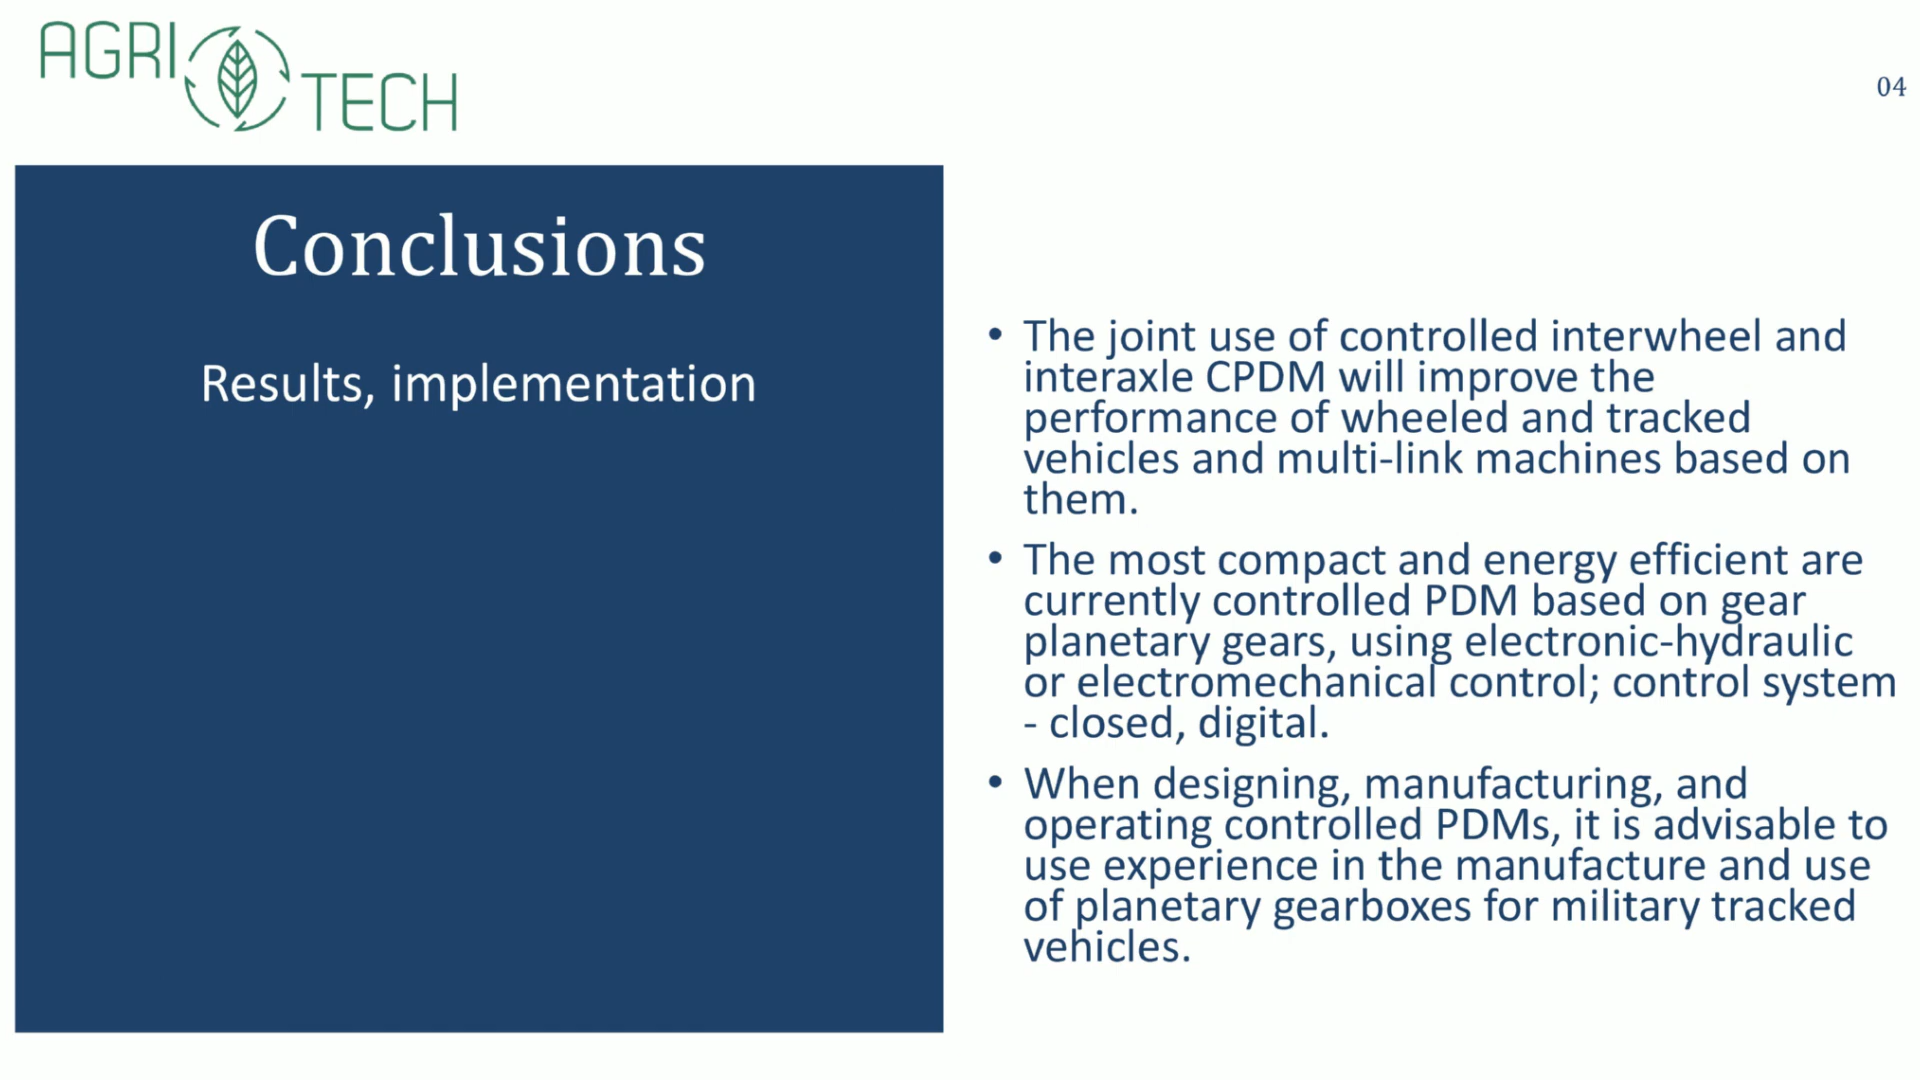 AGRI TECH
04
Conclusions
Results, implementation
• The joint use of controlled interwheel and
interaxle CPDM will improve the
performance of wheeled and tracked
vehicles and multi-link machines based on
them.
• The most compact and energy efficient are
currently controlled PDM based on gear
planetary gears, using electronic-hydraulic
or electromechanical control; control system
- closed, digital.
• When designing, manufacturing, and
operating controlled PDMs, it is advisable to
use experience in the manufacture and use
of planetary gearboxes for military tracked
vehicles.